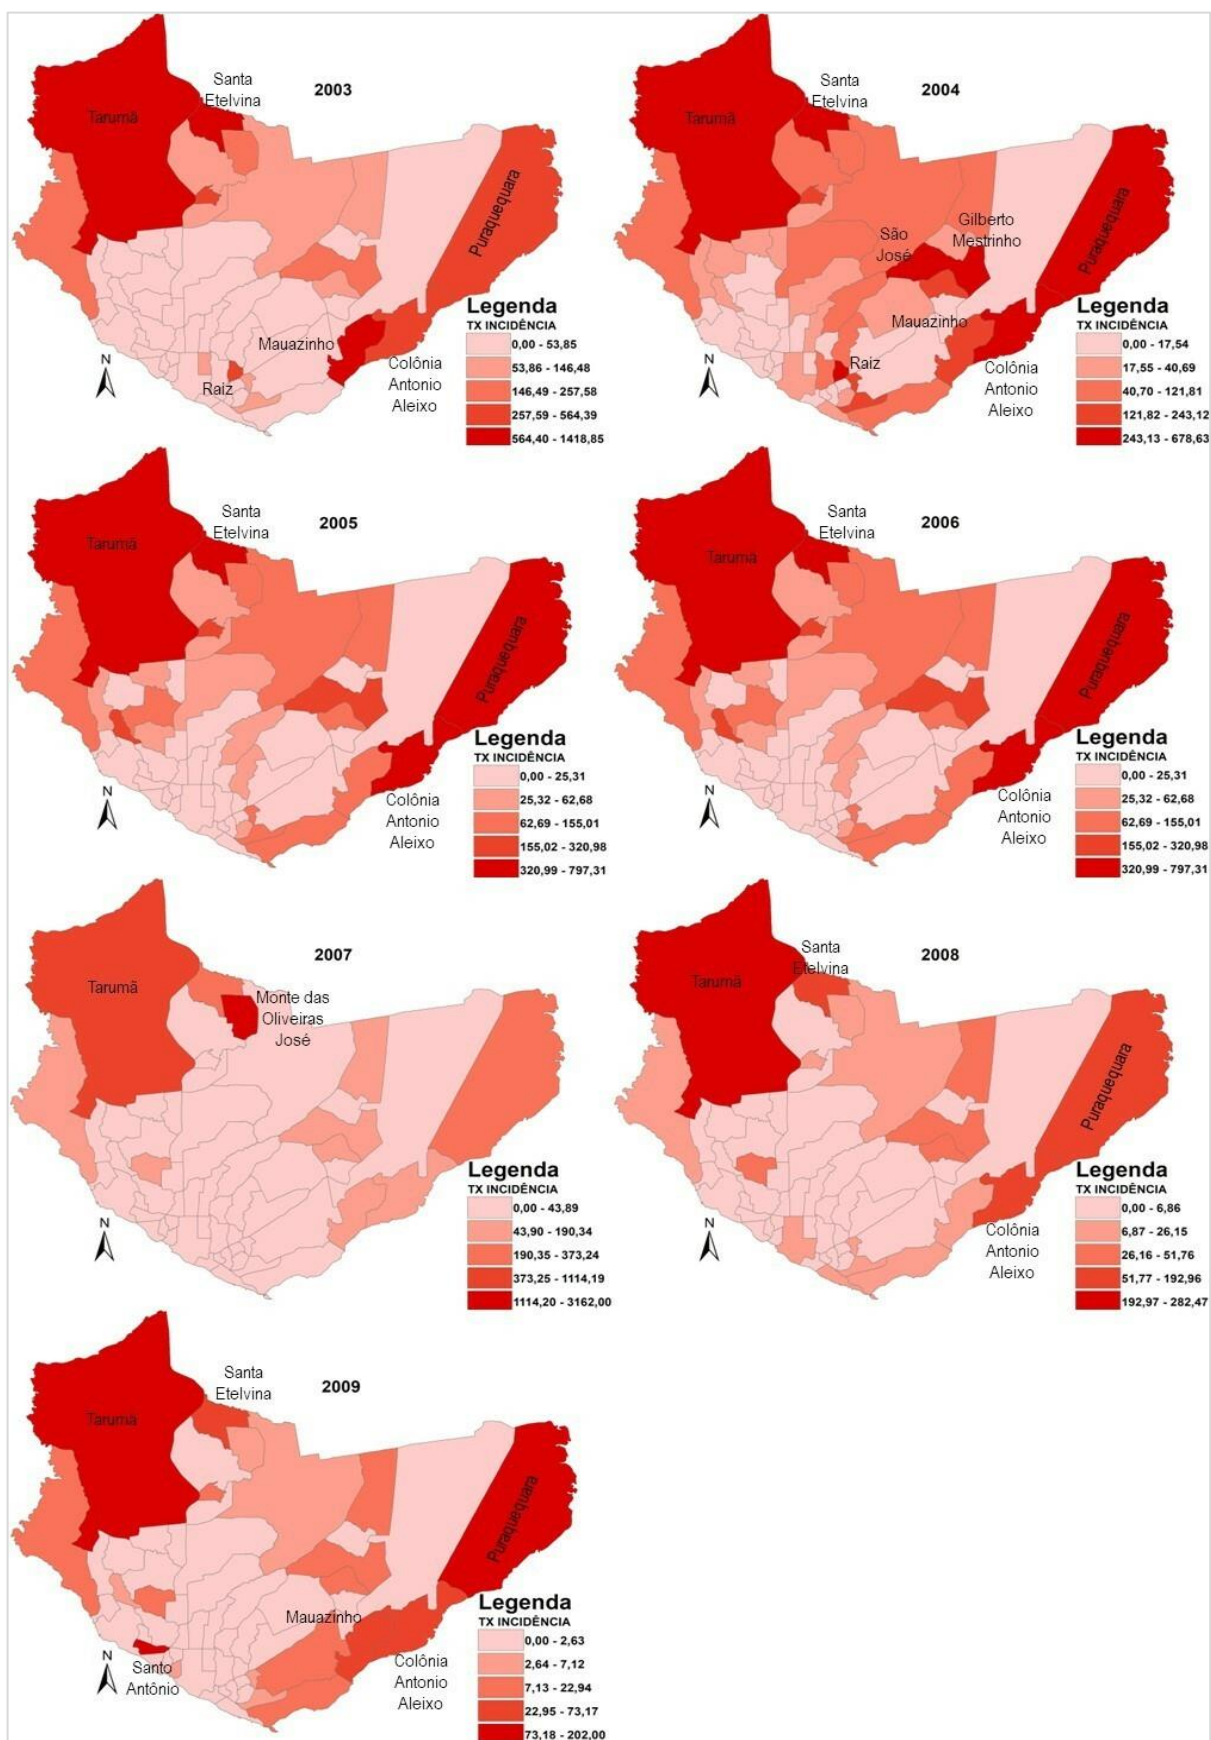 2003
Santa
Etelvina
Tarumã
Puraquequara
Mauazinho
Raiz
Colônia
Antonio
Aleixo
N
Legenda
TX INCIDÊNCIA
0,00 - 53,85
53,86 - 146,48
146,49 - 257,58
257,59 - 564,39
564,40 - 1418,85
2004
Santa
Etelvina
Tarumã
Puraquequara
Gilberto
Mestrinho
São
José
Mauazinho
Raiz
Colônia
Antonio
Aleixo
N
Legenda
TX INCIDÊNCIA
0,00 - 17,54
17,55 - 40,69
40,70 - 121,81
121,82 - 243,12
243,13 - 678,63
2005
Santa
Etelvina
Tarumã
Puraquequara
Colônia
Antonio
Aleixo
N
Legenda
TX INCIDÊNCIA
0,00 - 25,31
25,32 - 62,68
62,69 - 155,01
155,02 - 320,98
320,99 - 797,31
2006
Santa
Etelvina
Tarumã
Puraquequara
Colônia
Antonio
Aleixo
N
Legenda
TX INCIDÊNCIA
0,00 - 25,31
25,32 - 62,68
62,69 - 155,01
155,02 - 320,98
320,99 - 797,31
2007
Tarumã
Monte das
Oliveiras
José
N
Legenda
TX INCIDÊNCIA
0,00 - 43,89
43,90 - 190,34
190,35 - 373,24
373,25 - 1114,19
1114,20 - 3162,00
2008
Santa
Etelvina
Tarumã
Puraquequara
Colônia
Antonio
Aleixo
N
Legenda
TX INCIDÊNCIA
0,00 - 6,86
6,87 - 26,15
26,16 - 51,76
51,77 - 192,96
192,97 - 282,47
2009
Santa
Etelvina
Tarumã
Puraquequara
Mauazinho
Santo
Antônio
Colônia
Antonio
Aleixo
N
Legenda
TX INCIDÊNCIA
0,00 - 2,63
2,64 - 7,12
7,13 - 22,94
22,95 - 73,17
73,18 - 202,00